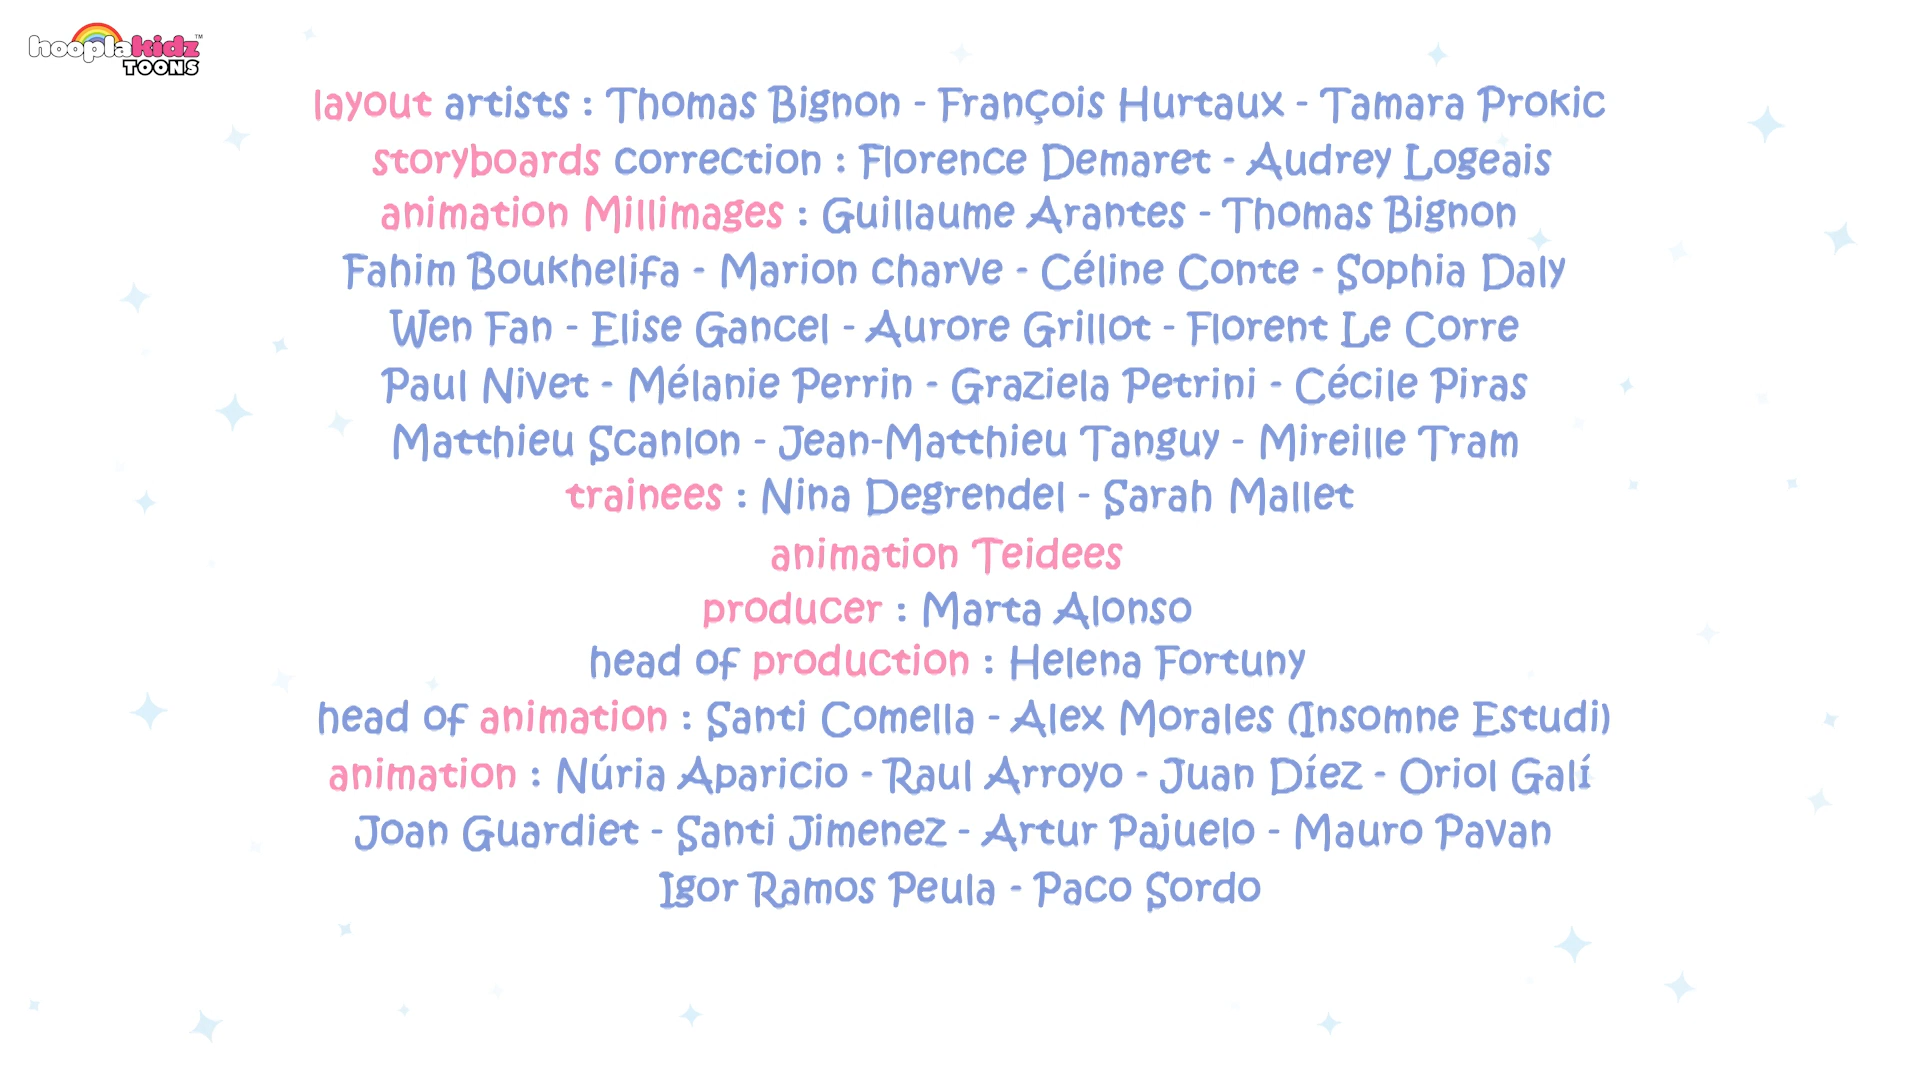 hooplakidz™
TOONS
layout artists : Thomas Bignon - François Hurtaux - Tamara Prokic
storyboards correction : Florence Demaret - Audrey Logeais
animation Millimages : Guillaume Arantes - Thomas Bignon
Fahim Boukhelifa - Marion charve - Céline Conte - Sophia Daly
Wen Fan - Elise Gancel - Aurore Grillot - Florent Le Corre
Paul Nivet - Mélanie Perrin - Graziela Petrini - Cécile Piras
Matthieu Scanlon - Jean-Matthieu Tanguy - Mireille Tram
trainees : Nina Degrendel - Sarah Mallet
animation Teidees
producer : Marta Alonso
head of production : Helena Fortuny
head of animation : Santi Comella - Alex Morales (Insomne Estudi)
animation : Núria Aparicio - Raul Arroyo - Juan Díez - Oriol Galí
Joan Guardiet - Santi Jimenez - Artur Pajuelo - Mauro Pavan
Igor Ramos Peula - Paco Sordo